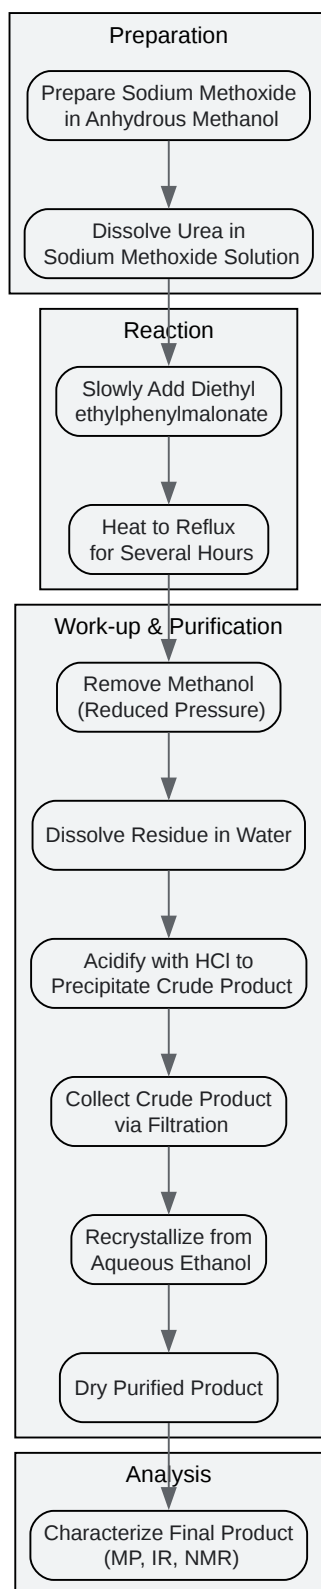 Preparation
Prepare Sodium Methoxide
in Anhydrous Methanol
Dissolve Urea in
Sodium Methoxide Solution
Reaction
Slowly Add Diethyl
ethylphenylmalonate
Heat to Reflux
for Several Hours
Work-up & Purification
Remove Methanol
(Reduced Pressure)
Dissolve Residue in Water
Acidify with HCl to
Precipitate Crude Product
Collect Crude Product
via Filtration
Recrystallize from
Aqueous Ethanol
Dry Purified Product
Analysis
Characterize Final Product
(MP, IR, NMR)